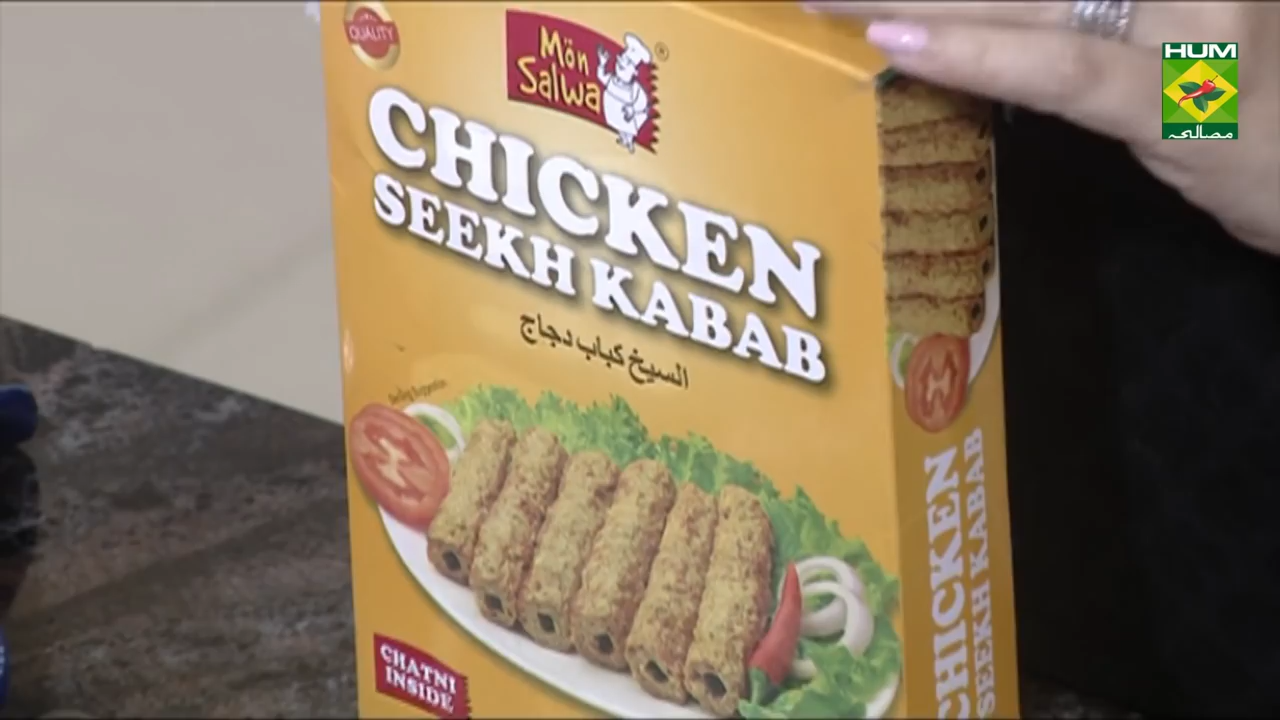 QUALITY
Mön
Salwa
®
CHICKEN
SEEKH KABAB
السيخ كباب دجاج
CHATNI
INSIDE
CHICKEN
SEEKH KABAB
HUM
مصالحہ